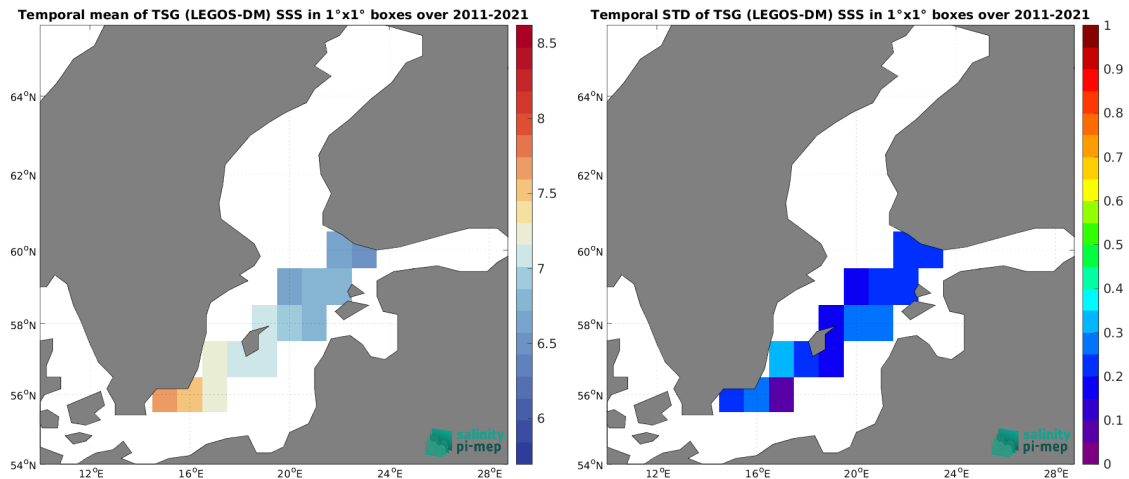 Temporal mean of TSG (LEGOS-DM) SSS in 1°x1° boxes over 2011-2021
64°N
62°N
60°N
58°N
56°N
54°N
12°E
16°E
20°E
24°E
28°E
8.5
8
7.5
7
6.5
6
salinity
pi-mep
Temporal STD of TSG (LEGOS-DM) SSS in 1°x1° boxes over 2011-2021
64°N
62°N
60°N
58°N
56°N
54°N
12°E
16°E
20°E
24°E
28°E
1
0.9
0.8
0.7
0.6
0.5
0.4
0.3
0.2
0.1
0
salinity
pi-mep